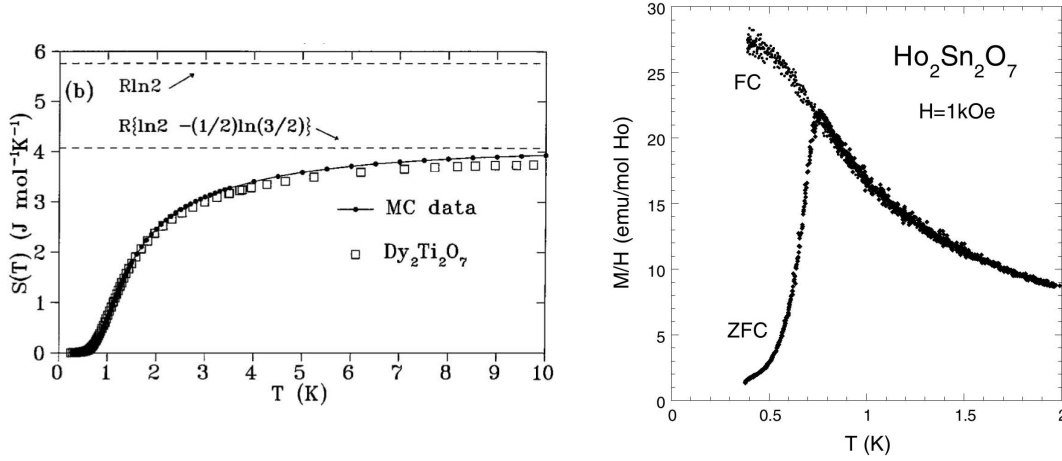 (b)
Rln2
R{ln2 -(1/2)ln(3/2)}
MC data
Dy₂Ti₂O₇
S(T) (J mol⁻¹K⁻¹)
6
5
4
3
2
1
0
0 1 2 3 4 5 6 7 8 9 10
T (K)
Ho₂Sn₂O₇
H=1kOe
FC
ZFC
M/H (emu/mol Ho)
30
25
20
15
10
5
0
0 0.5 1 1.5 2
T (K)